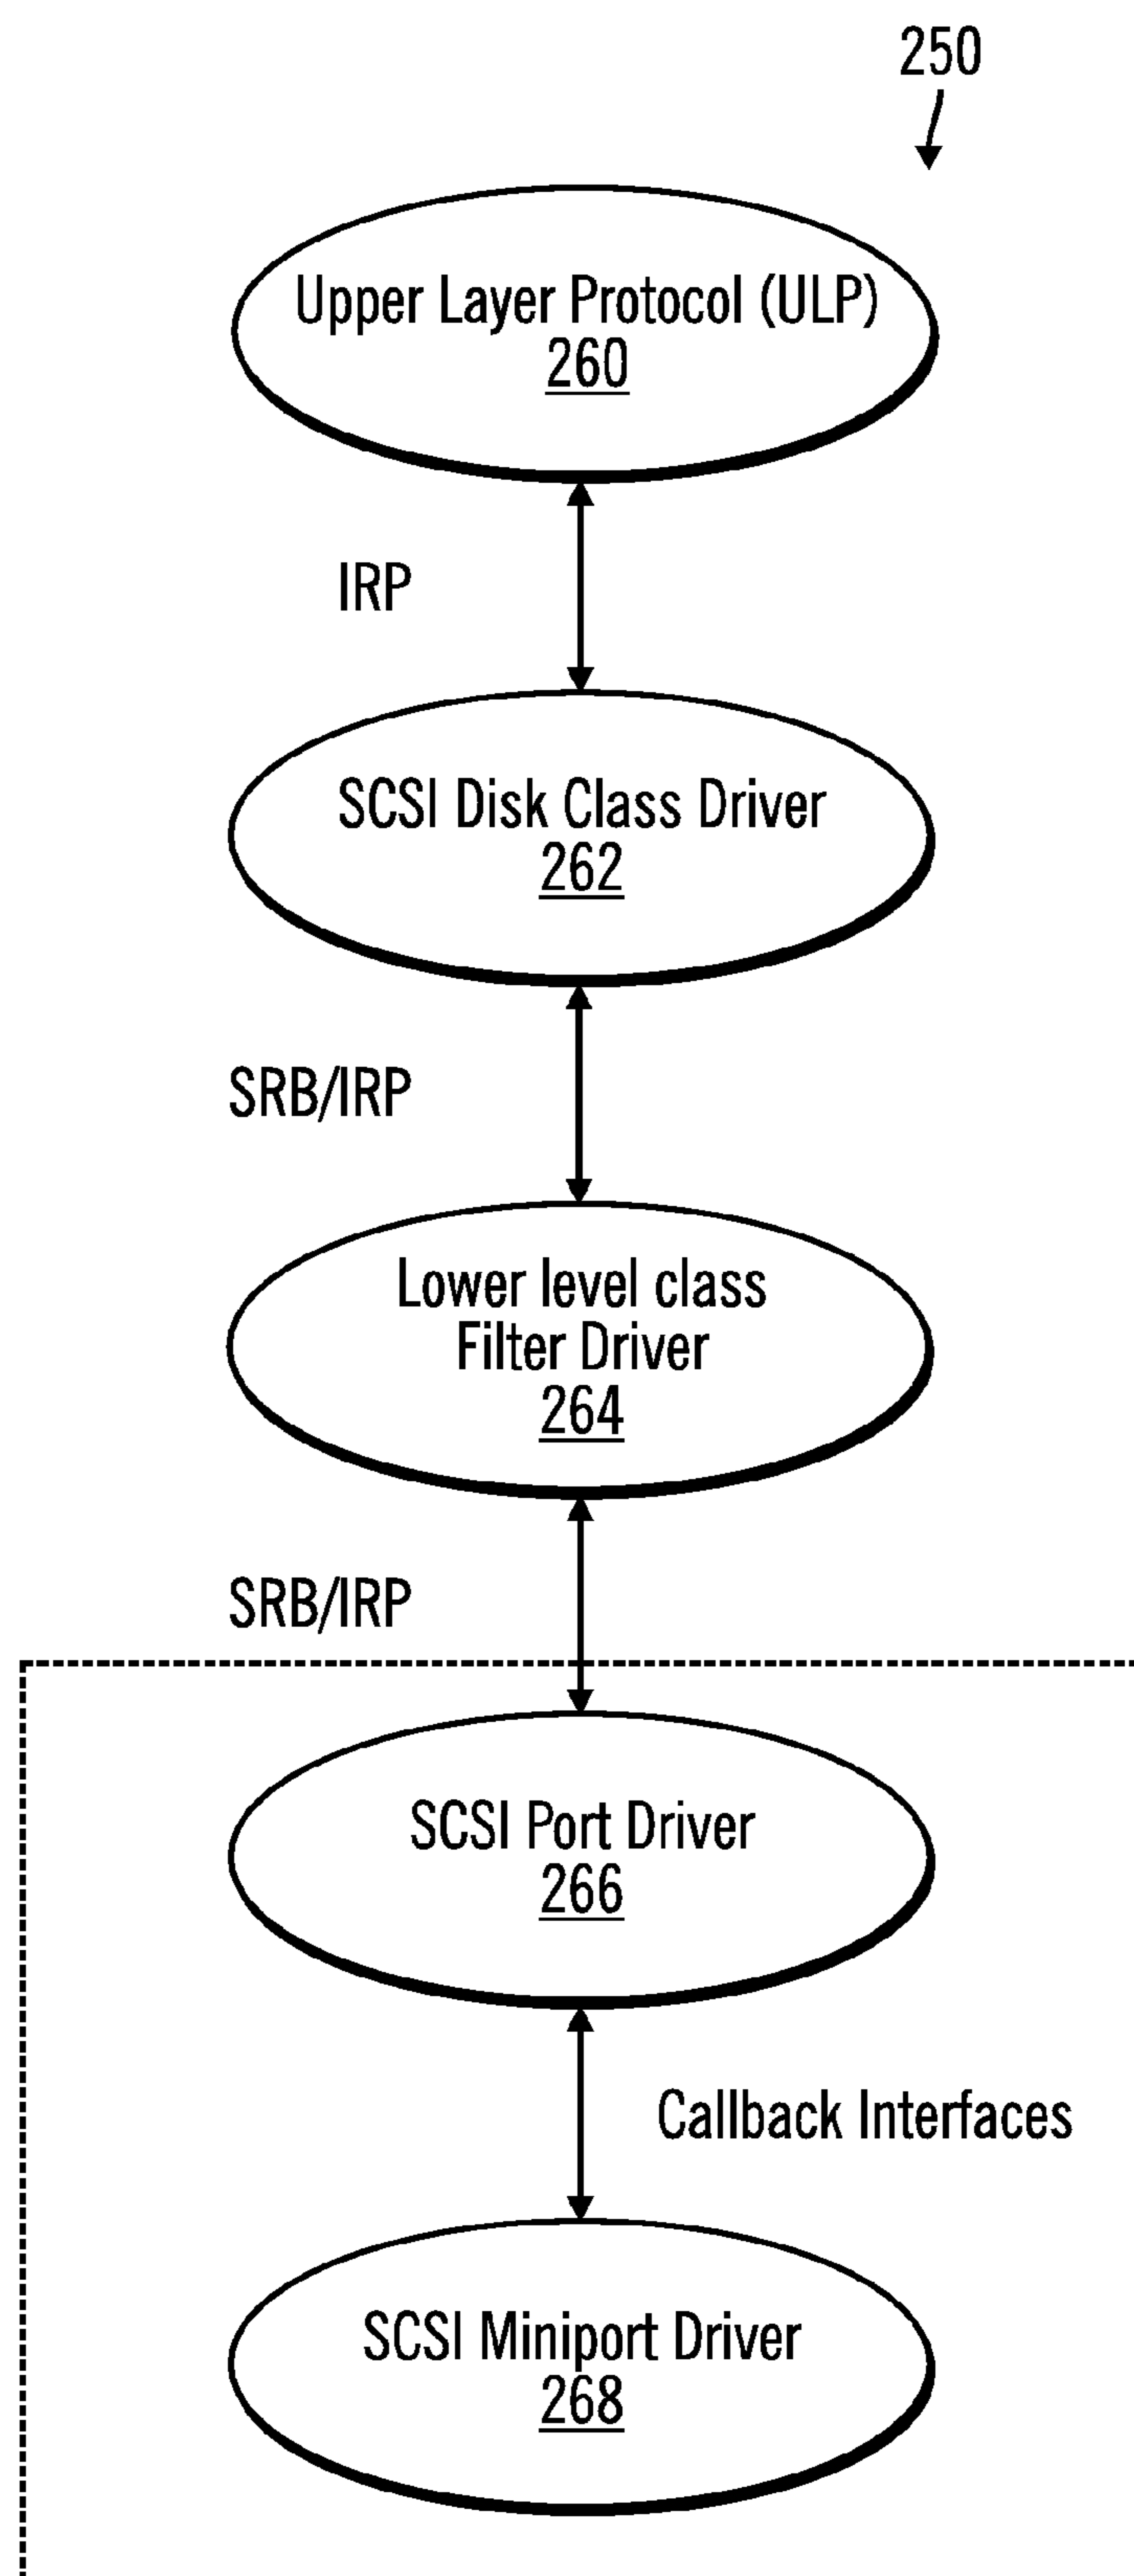 250
Upper Layer Protocol (ULP)
260
IRP
SCSI Disk Class Driver
262
SRB/IRP
Lower level class
Filter Driver
264
SRB/IRP
SCSI Port Driver
266
Callback Interfaces
SCSI Miniport Driver
268